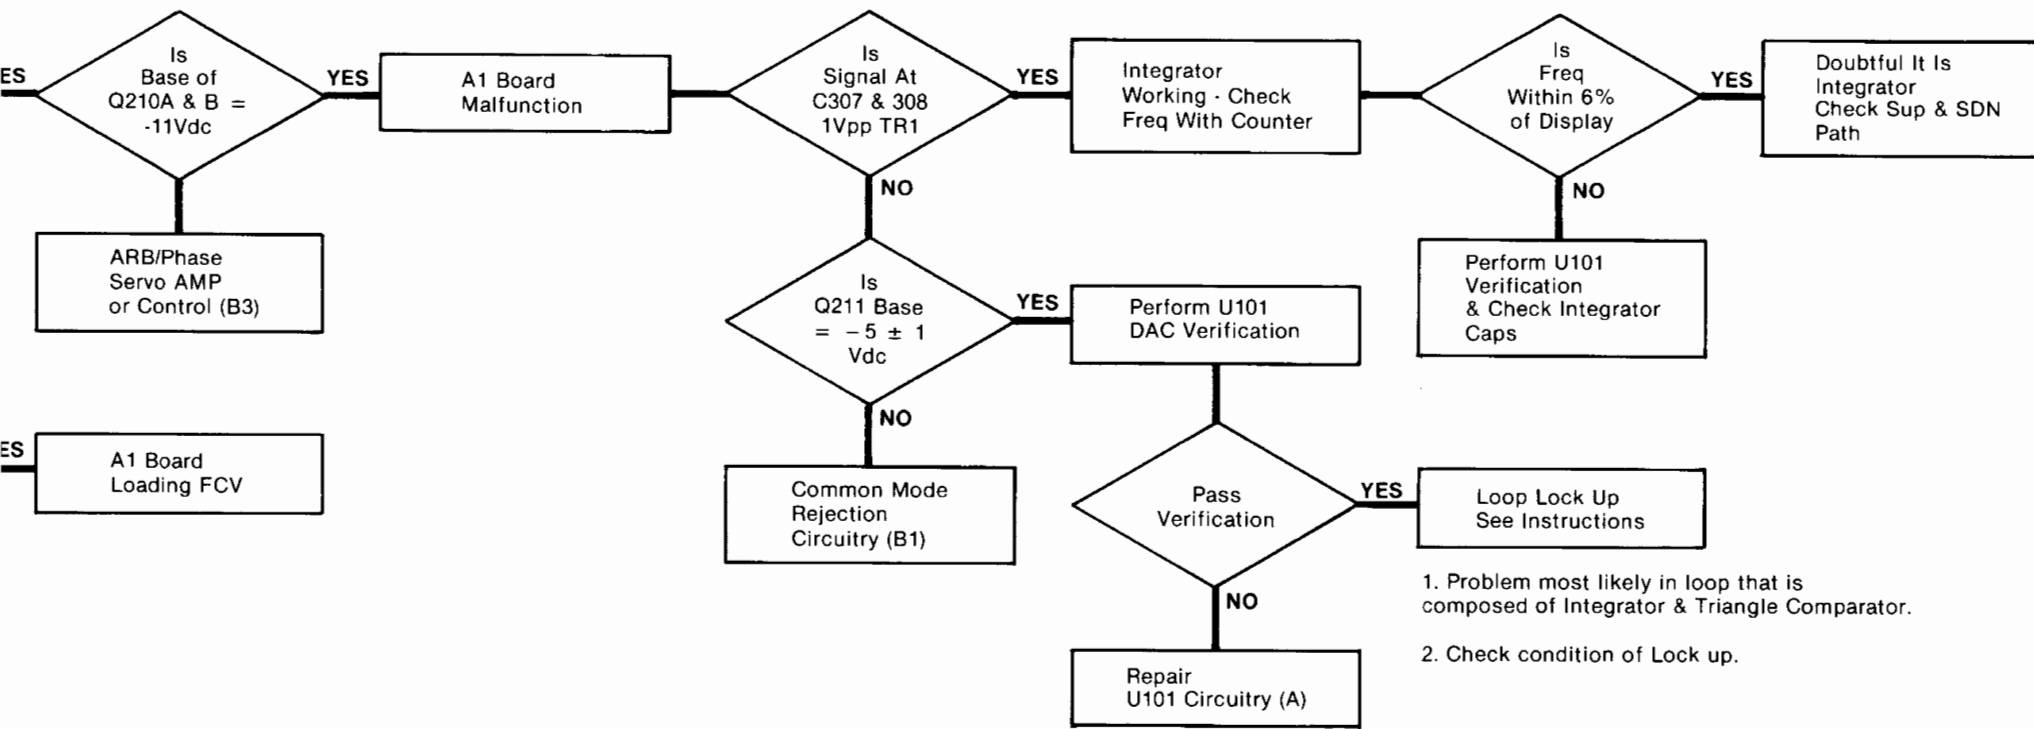 ES
Is
Base of
Q210A & B =
-11Vdc
YES
A1 Board
Malfunction
Is
Signal At
C307 & 308
1Vpp TR1
YES
Integrator
Working - Check
Freq With Counter
Is
Freq
Within 6%
of Display
YES
Doubtful It Is
Integrator
Check Sup & SDN
Path
NO
NO
ARB/Phase
Servo AMP
or Control (B3)
Is
Q211 Base
= −5 ± 1
Vdc
YES
Perform U101
DAC Verification
Perform U101
Verification
& Check Integrator
Caps
NO
ES
A1 Board
Loading FCV
Common Mode
Rejection
Circuitry (B1)
Pass
Verification
YES
Loop Lock Up
See Instructions
NO
1. Problem most likely in loop that is
composed of Integrator & Triangle Comparator.
2. Check condition of Lock up.
Repair
U101 Circuitry (A)